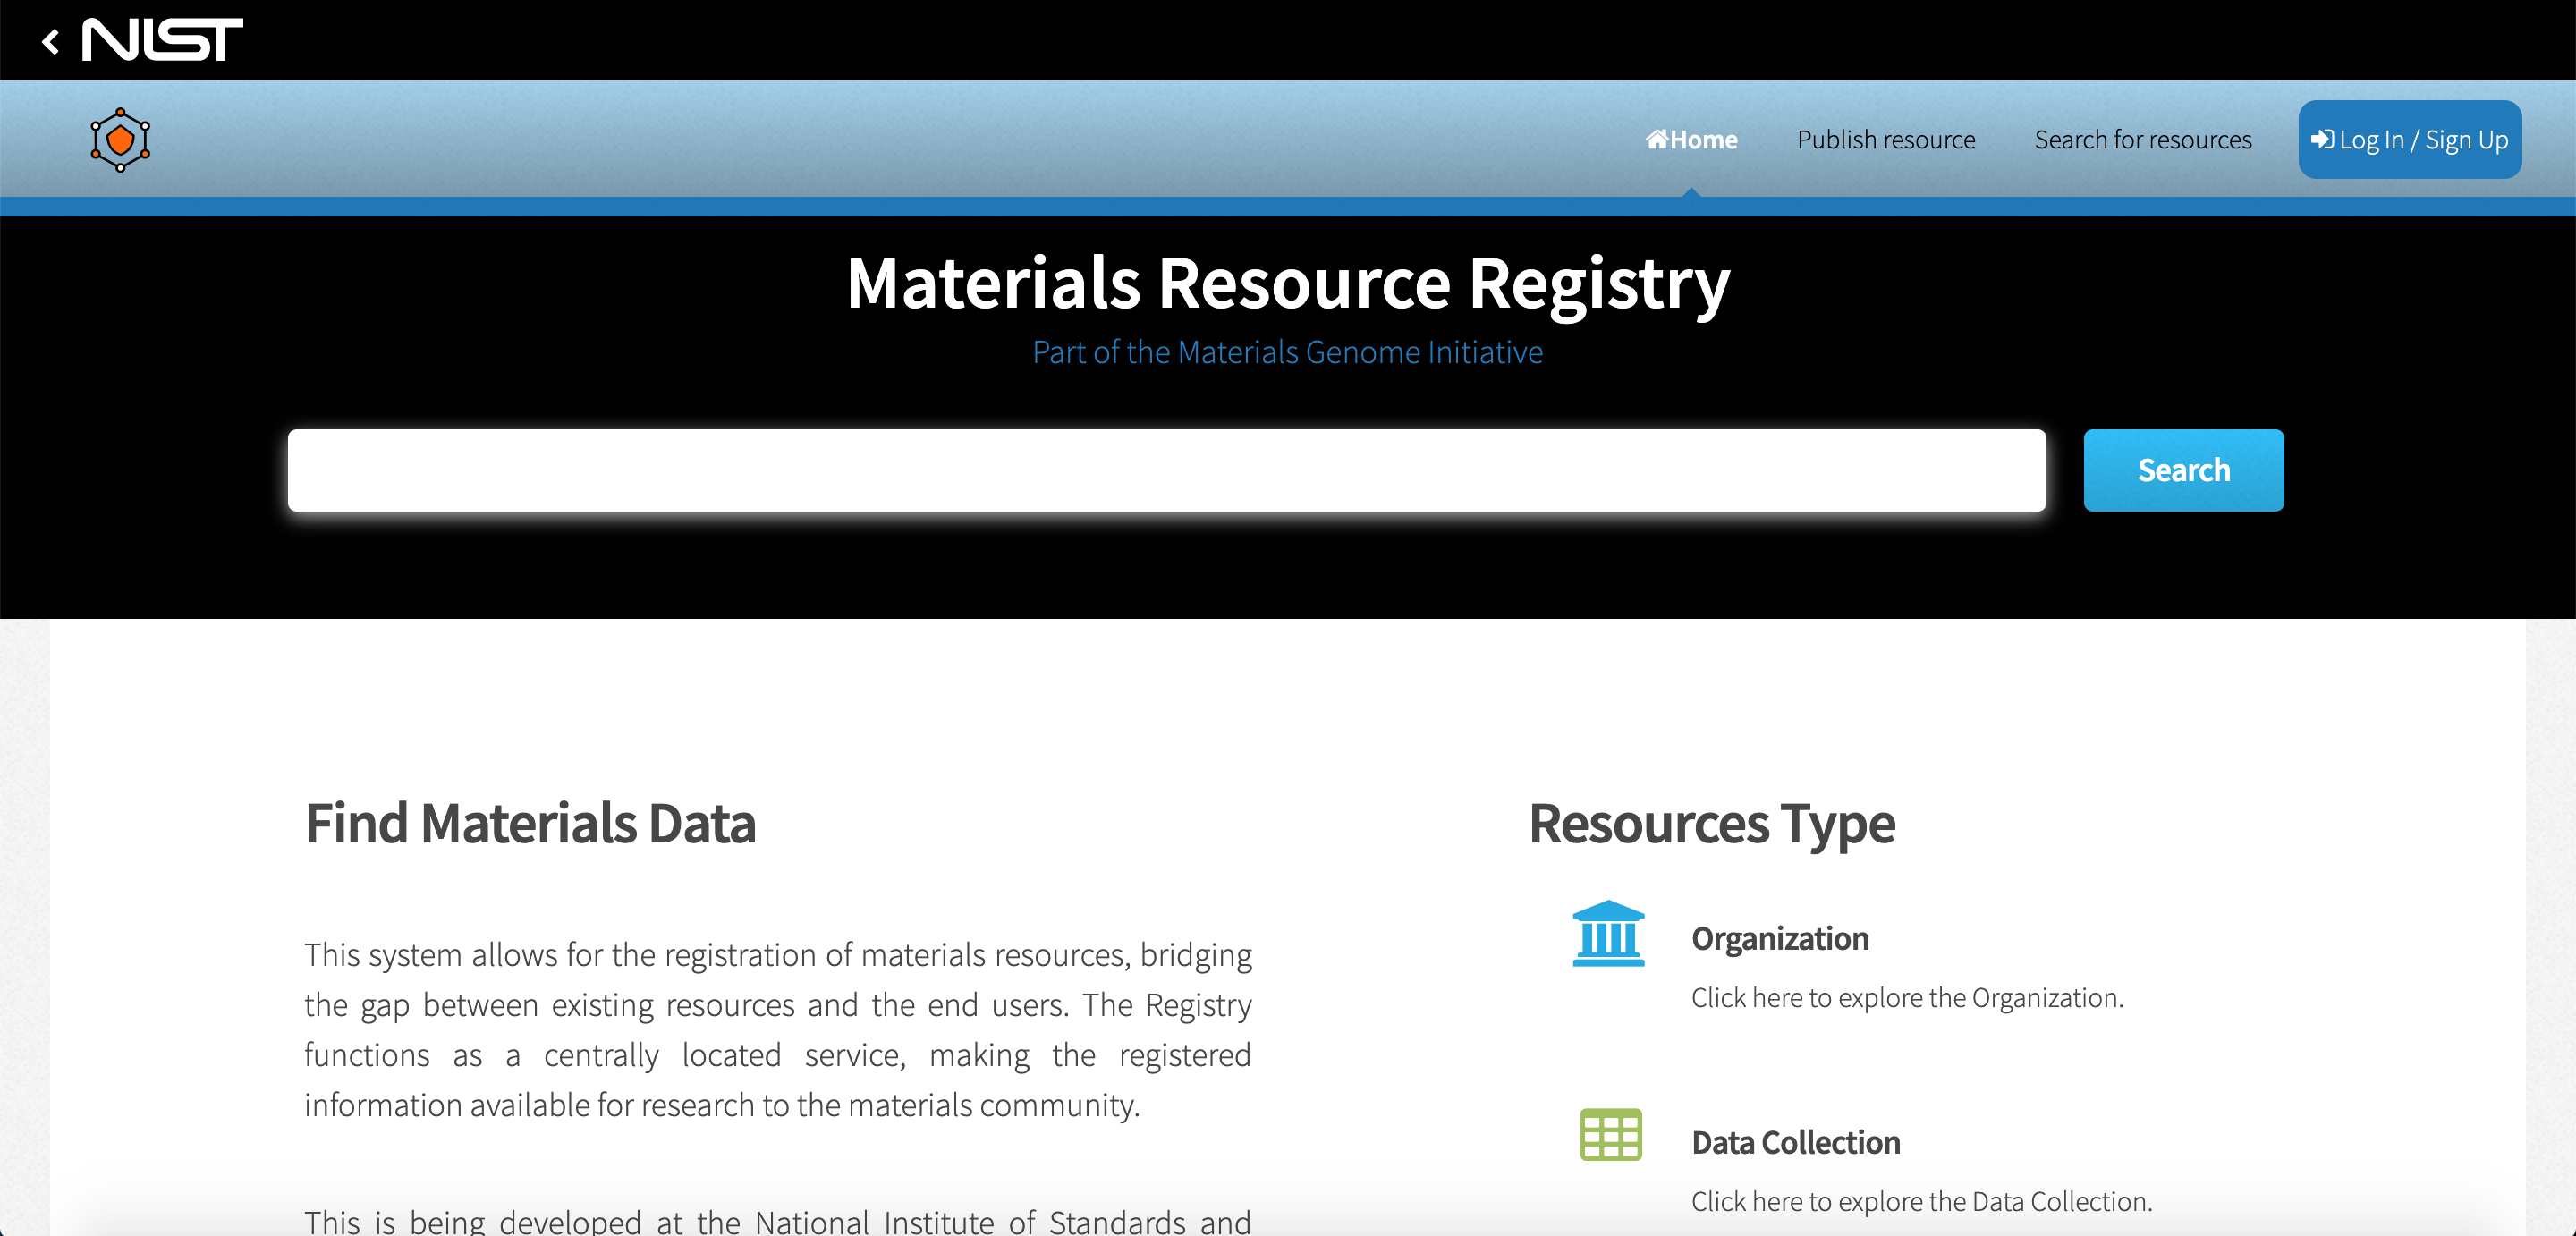 NIST
Home
Publish resource
Search for resources
Log In / Sign Up
Materials Resource Registry
Part of the Materials Genome Initiative
Search
Find Materials Data
This system allows for the registration of materials resources, bridging
the gap between existing resources and the end users. The Registry
functions as a centrally located service, making the registered
information available for research to the materials community.
This is being developed at the National Institute of Standards and
Resources Type
Organization
Click here to explore the Organization.
Data Collection
Click here to explore the Data Collection.